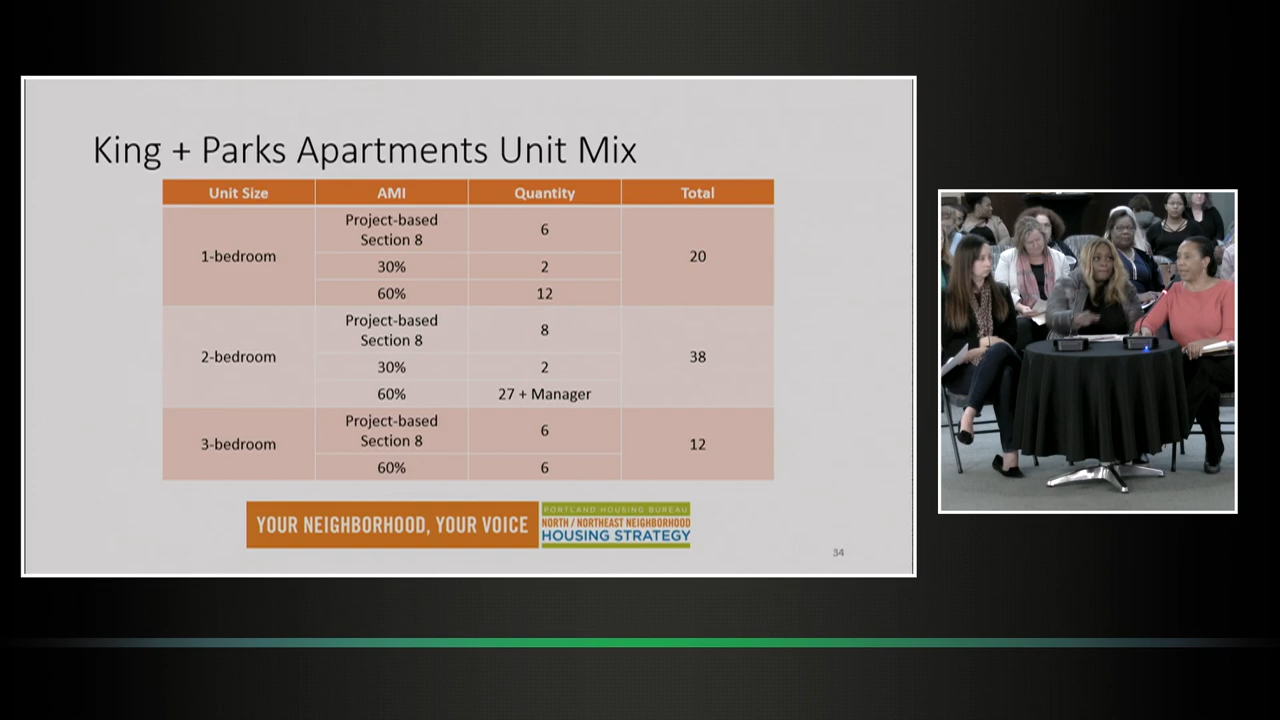 King + Parks Apartments Unit Mix
Unit Size AMI Quantity Total
1-bedroom
Project-based
Section 8
6
30% 2
60% 12
20
2-bedroom
Project-based
Section 8
8
30% 2
60% 27 + Manager
38
3-bedroom
Project-based
Section 8
6
60% 6
12
YOUR NEIGHBORHOOD, YOUR VOICE
PORTLAND HOUSING BUREAU
NORTH / NORTHEAST NEIGHBORHOOD
HOUSING STRATEGY
34